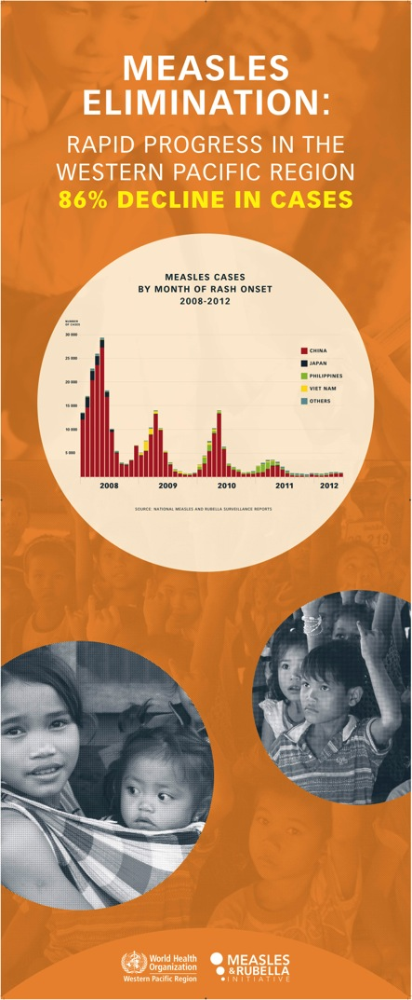 MEASLES
ELIMINATION:
RAPID PROGRESS IN THE
WESTERN PACIFIC REGION
86% DECLINE IN CASES
MEASLES CASES
BY MONTH OF RASH ONSET
2008-2012
NUMBER
OF CASES
30 000
25 000
20 000
15 000
10 000
5 000
CHINA
JAPAN
PHILIPPINES
VIET NAM
OTHERS
2008 2009 2010 2011 2012
SOURCE: NATIONAL MEASLES AND RUBELLA SURVEILLANCE REPORTS
219
World Health
Organization
Western Pacific Region
MEASLES
& RUBELLA
INITIATIVE